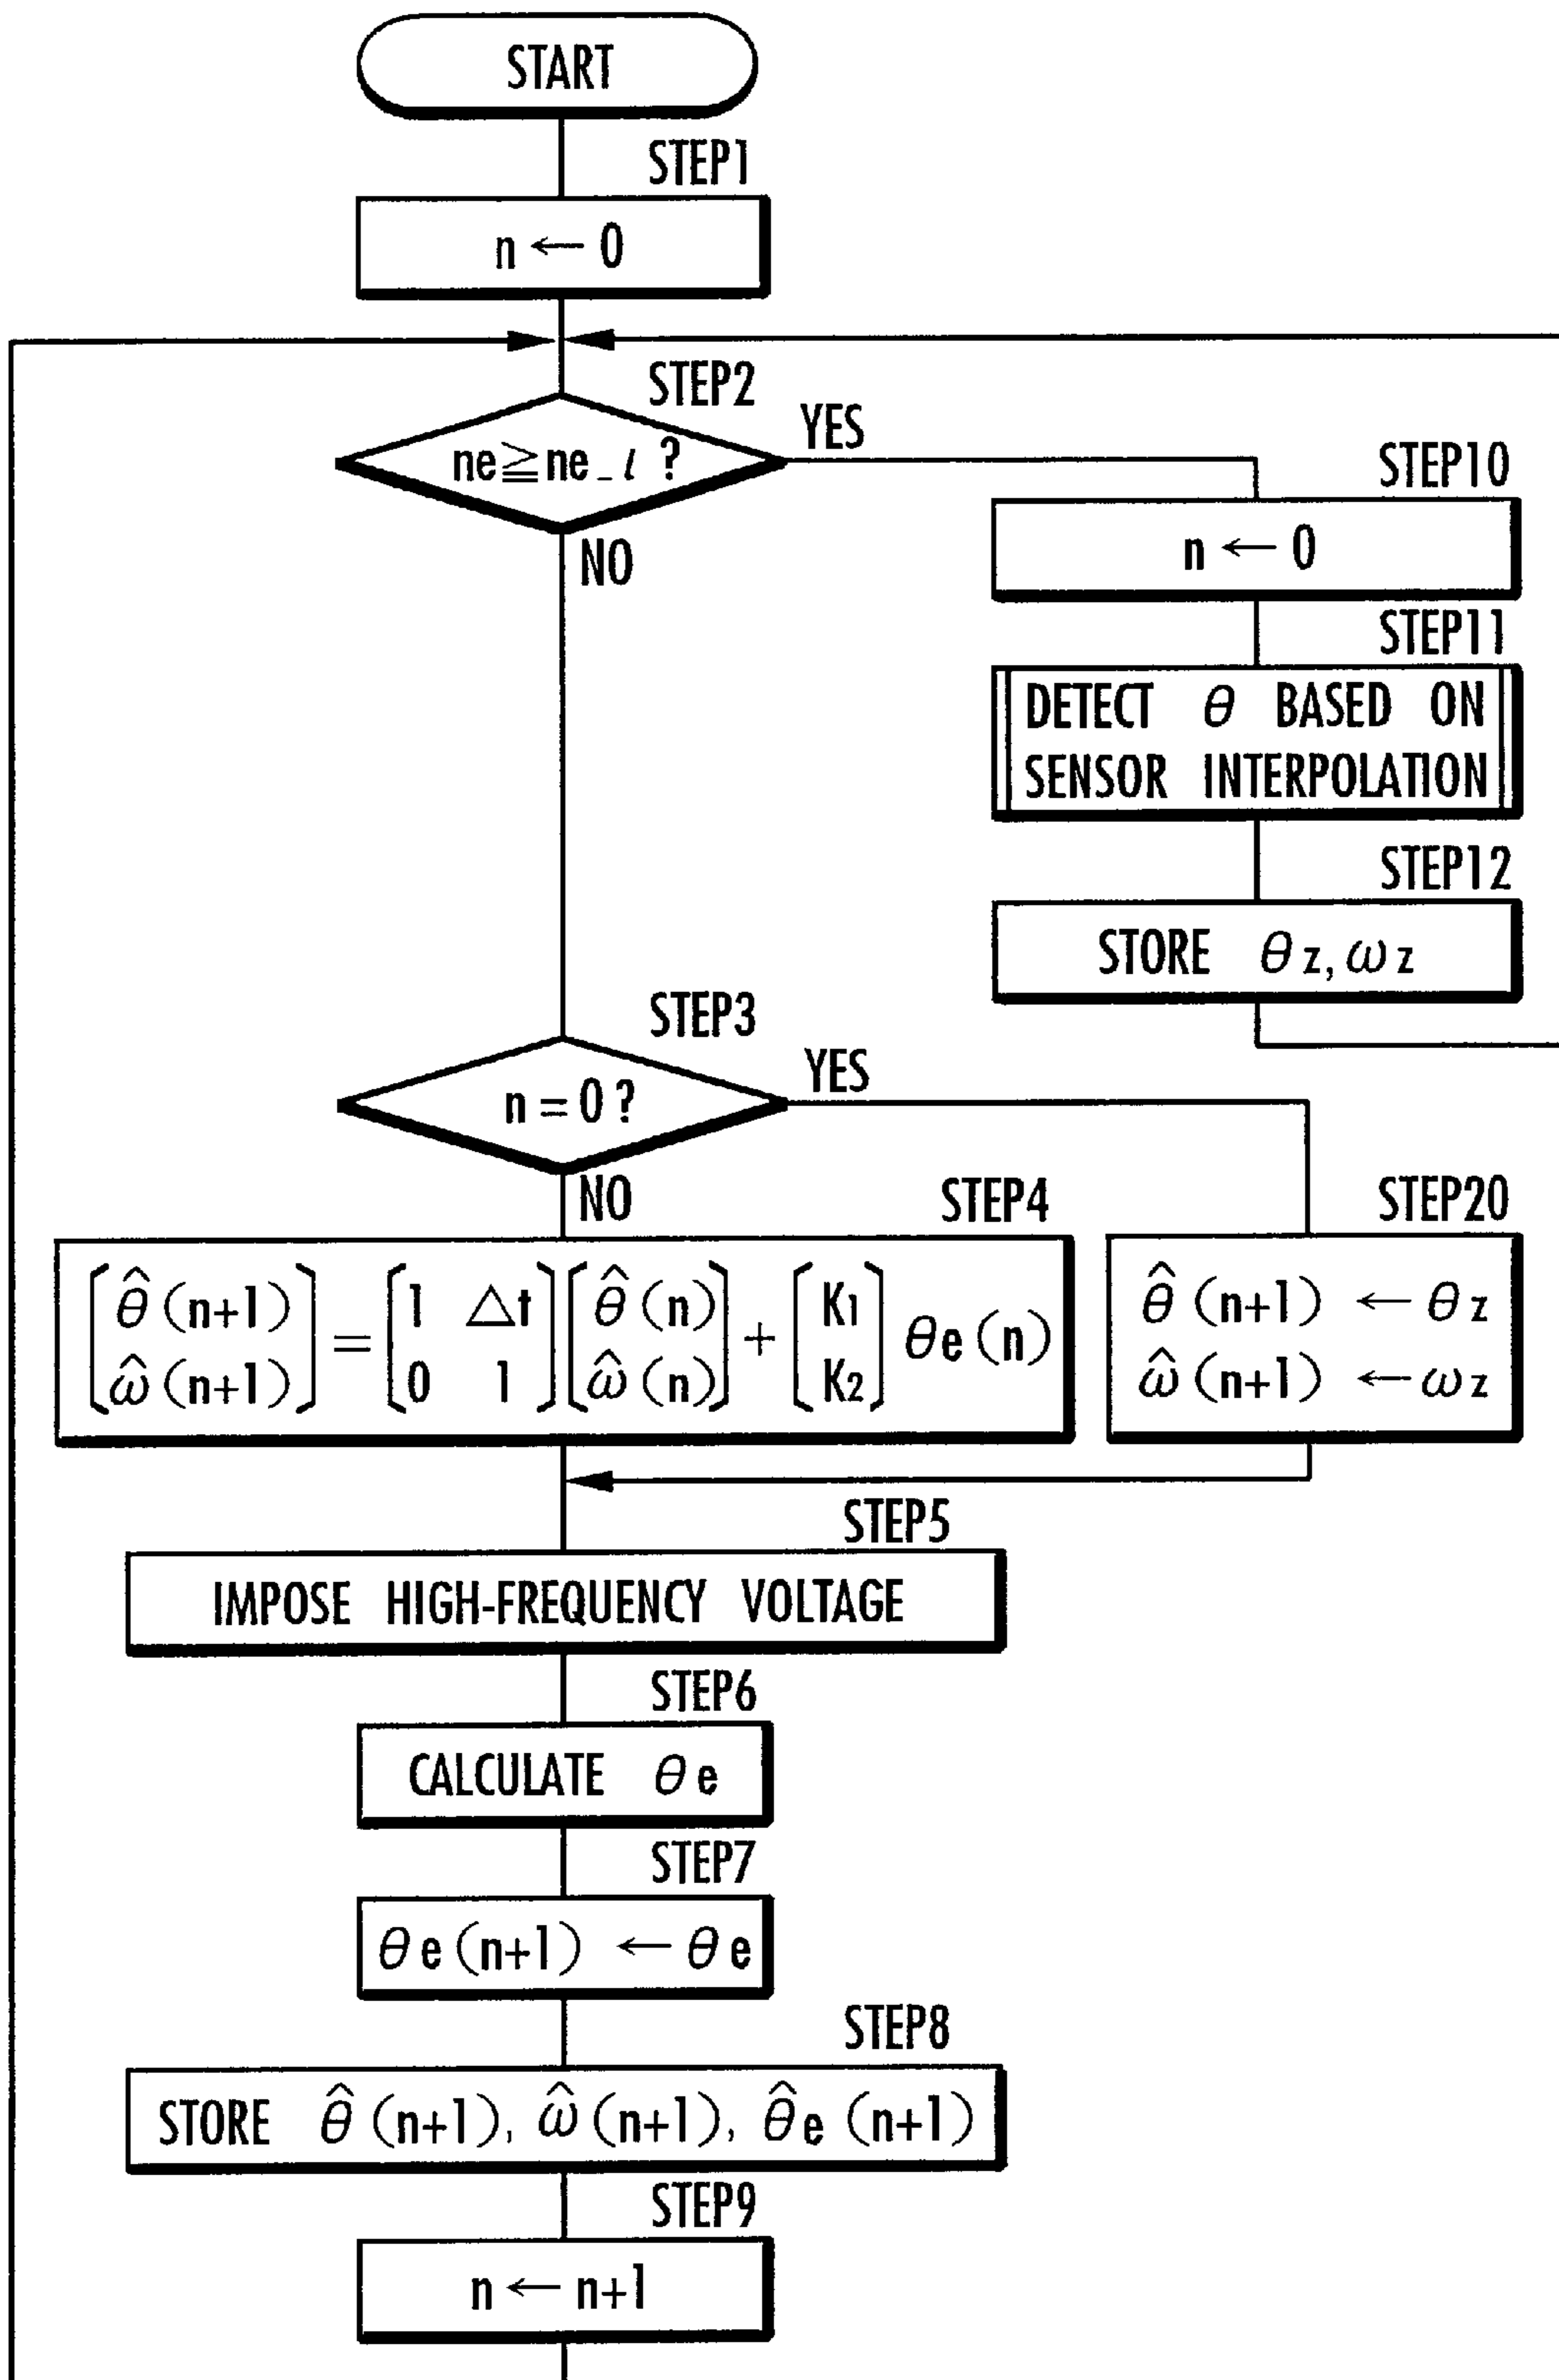 START
STEP1
n ← 0
STEP2
ne ≧ ne_l ?
YES
NO
STEP10
n ← 0
STEP11
DETECT θ BASED ON
SENSOR INTERPOLATION
STEP12
STORE θz, ωz
STEP3
n = 0 ?
YES
NO
STEP4
[θ̂(n+1)] = [1 Δt] [θ̂(n)] + [K1] θe(n)
[ω̂(n+1)] [0 1] [ω̂(n)] [K2]
STEP20
θ̂(n+1) ← θz
ω̂(n+1) ← ωz
STEP5
IMPOSE HIGH-FREQUENCY VOLTAGE
STEP6
CALCULATE θe
STEP7
θe(n+1) ← θe
STEP8
STORE θ̂(n+1), ω̂(n+1), θ̂e(n+1)
STEP9
n ← n+1